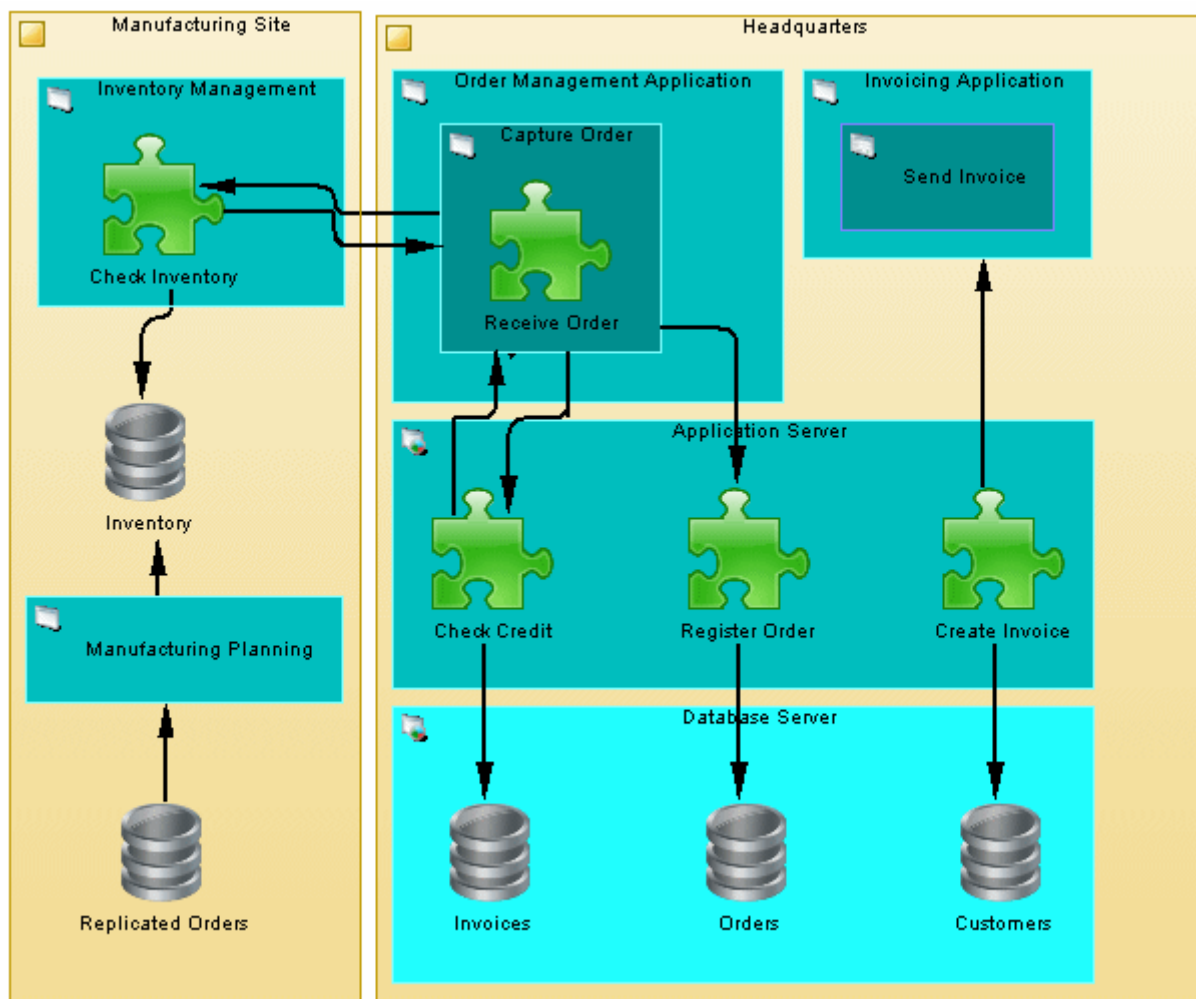 Manufacturing Site
Inventory Management
Check Inventory
Inventory
Manufacturing Planning
Replicated Orders
Headquarters
Order Management Application
Capture Order
Receive Order
Invoicing Application
Send Invoice
Application Server
Check Credit
Register Order
Create Invoice
Database Server
Invoices
Orders
Customers